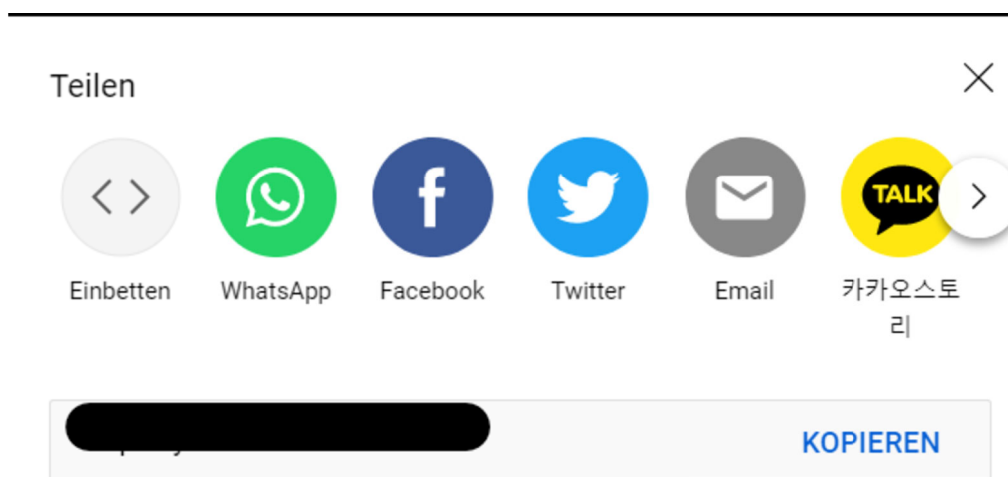 Teilen
TALK
Einbetten
WhatsApp
Facebook
Twitter
Email
카카오스토
리
KOPIEREN